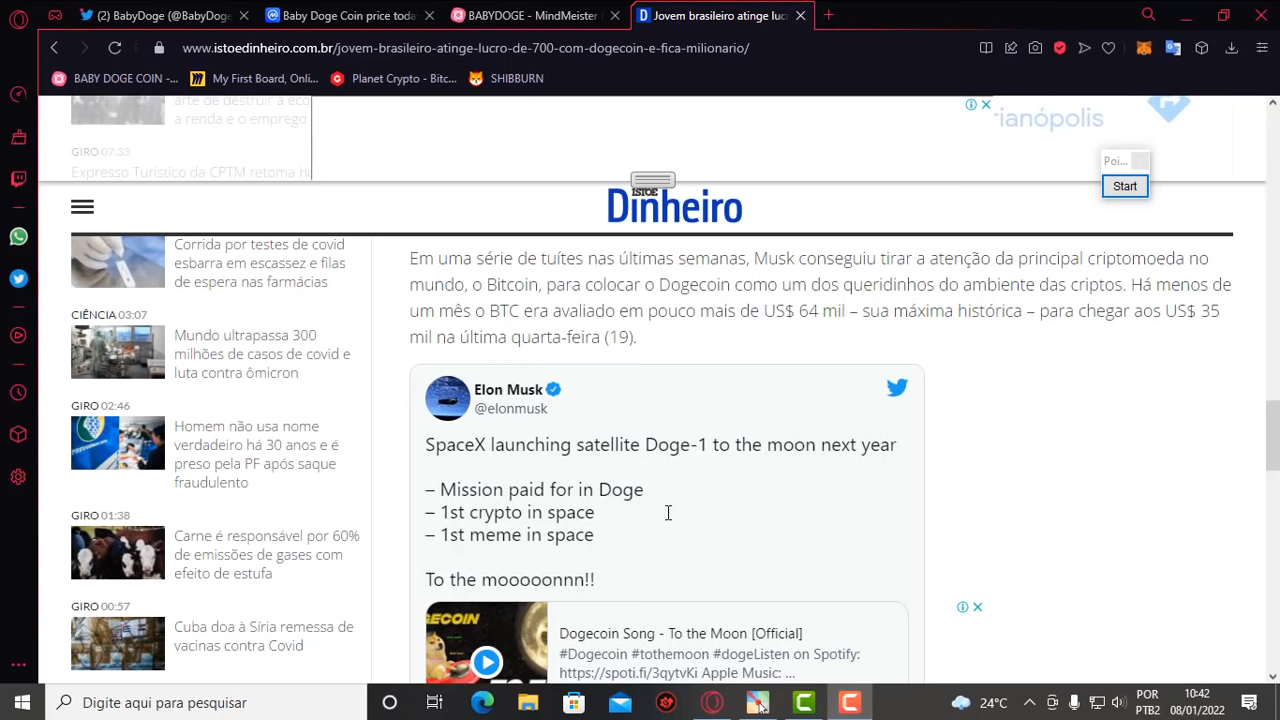 (2) BabyDoge (@BabyDoge
Baby Doge Coin price toda
BABYDOGE - MindMeister
Jovem brasileiro atinge lucr
www.istoedinheiro.com.br/jovem-brasileiro-atinge-lucro-de-700-com-dogecoin-e-fica-milionario/
BABY DOGE COIN -...
My First Board, Onli...
Planet Crypto - Bitc...
SHIBBURN
arte de destruir a eco
a renda e o emprego
GIRO 07:33
Expresso Turístico da CPTM retoma h
rianópolis
Poi...
Start
ISTOÉ
Dinheiro
Corrida por testes de covid
esbarra em escassez e filas
de espera nas farmácias
CIÊNCIA 03:07
Mundo ultrapassa 300
milhões de casos de covid e
luta contra ômicron
GIRO 02:46
Homem não usa nome
verdadeiro há 30 anos e é
preso pela PF após saque
fraudulento
GIRO 01:38
Carne é responsável por 60%
de emissões de gases com
efeito de estufa
GIRO 00:57
Cuba doa à Síria remessa de
vacinas contra Covid
Em uma série de tuítes nas últimas semanas, Musk conseguiu tirar a atenção da principal criptomoeda no
mundo, o Bitcoin, para colocar o Dogecoin como um dos queridinhos do ambiente das criptos. Há menos de
um mês o BTC era avaliado em pouco mais de US$ 64 mil – sua máxima histórica – para chegar aos US$ 35
mil na última quarta-feira (19).
Elon Musk
@elonmusk
SpaceX launching satellite Doge-1 to the moon next year
– Mission paid for in Doge
– 1st crypto in space
– 1st meme in space
To the mooooonnn!!
OGECOIN
Dogecoin Song - To the Moon [Official]
#Dogecoin #tothemoon #dogeListen on Spotify:
https://spoti.fi/3qytvKi Apple Music: ...
Digite aqui para pesquisar
24°C
POR
PTB2
10:42
08/01/2022